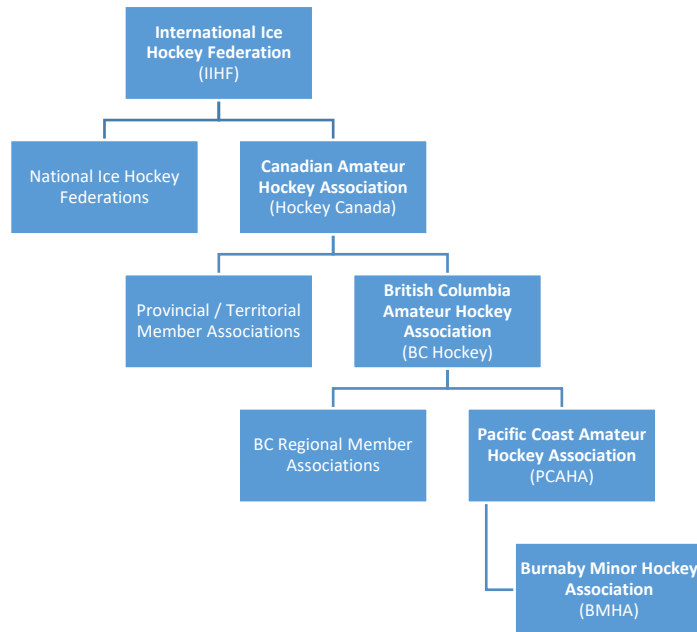 International Ice
Hockey Federation
(IIHF)
National Ice Hockey
Federations
Canadian Amateur
Hockey Association
(Hockey Canada)
Provincial / Territorial
Member Associations
British Columbia
Amateur Hockey
Association
(BC Hockey)
BC Regional Member
Associations
Pacific Coast Amateur
Hockey Association
(PCAHA)
Burnaby Minor Hockey
Association
(BMHA)